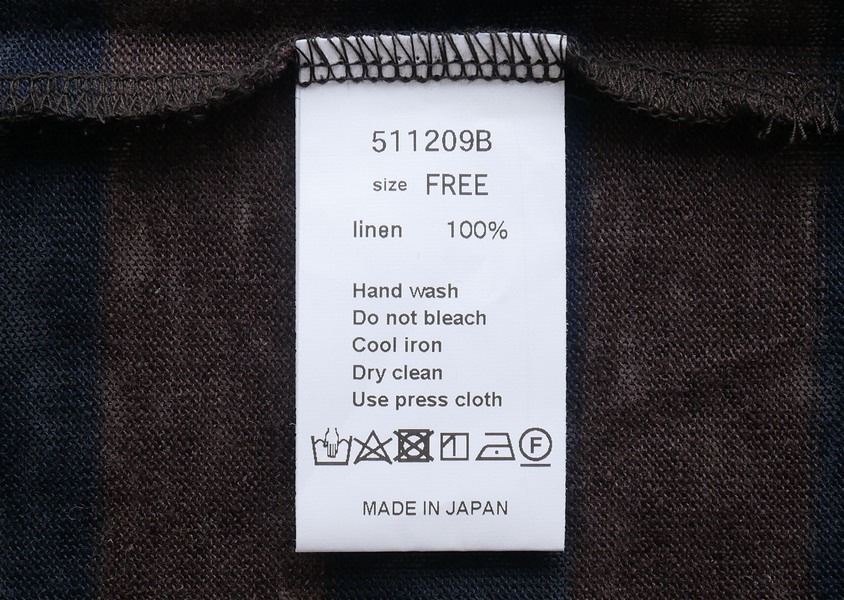 511209B
size FREE
linen 100%
Hand wash
Do not bleach
Cool iron
Dry clean
Use press cloth
F
MADE IN JAPAN